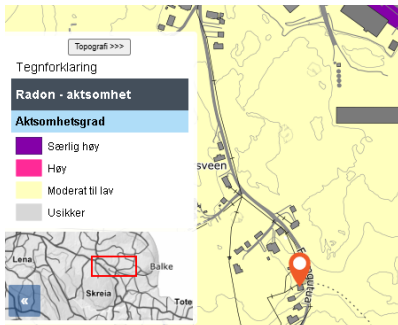 Topografi >>>
Tegnforklaring
Radon - aktsomhet
Aktsomhetsgrad
Særlig høy
Høy
Moderat til lav
Usikker
sveen
Lena
Balke
Skreia
«
Tote